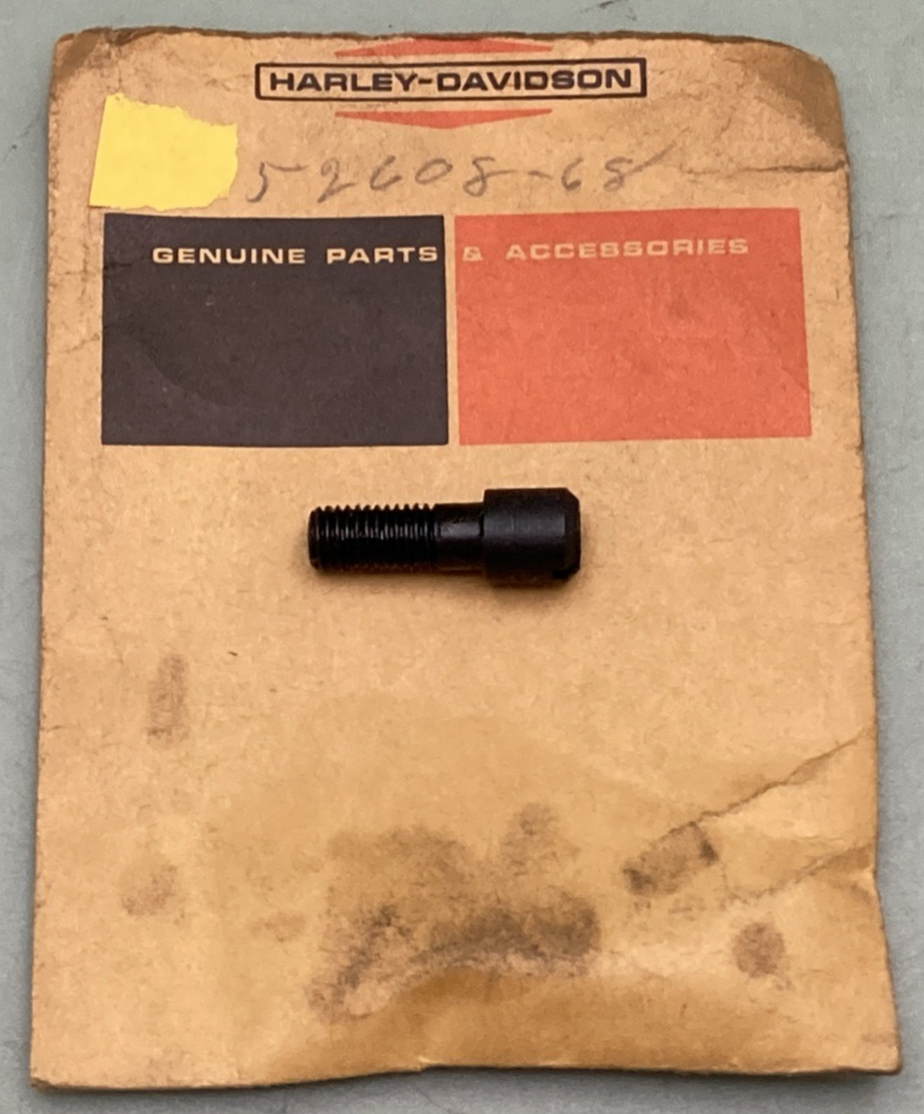 HARLEY-DAVIDSON
52608-68
GENUINE PARTS & ACCESSORIES